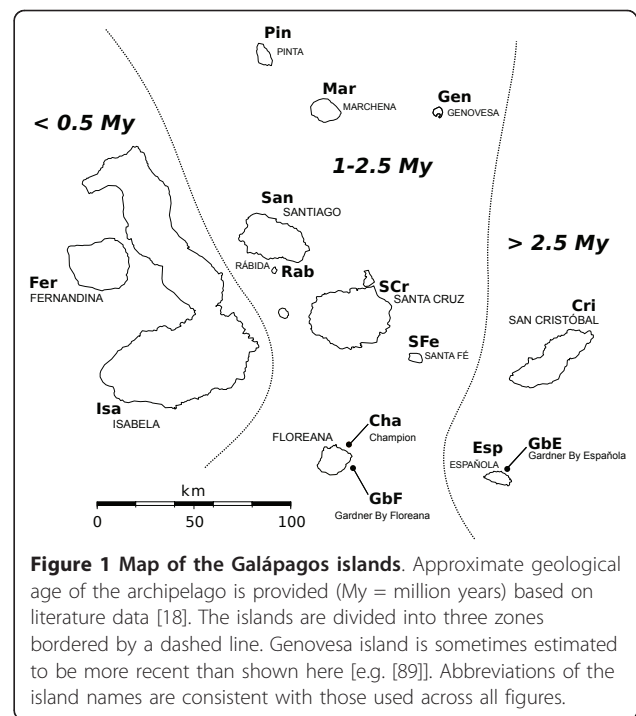 Pin
PINTA
Mar
MARCHENA
Gen
GENOVESA
< 0.5 My
1-2.5 My
San
SANTIAGO
RÁBIDA
Rab
> 2.5 My
Fer
FERNANDINA
SCr
SANTA CRUZ
Cri
SAN CRISTÓBAL
SFe
SANTA FÉ
Isa
ISABELA
Cha
FLOREANA
Champion
Esp
GbE
ESPAÑOLA
Gardner By Española
GbF
Gardner By Floreana
km
0 50 100
Figure 1 Map of the Galápagos islands. Approximate geological
age of the archipelago is provided (My = million years) based on
literature data [18]. The islands are divided into three zones
bordered by a dashed line. Genovesa island is sometimes estimated
to be more recent than shown here [e.g. [89]]. Abbreviations of the
island names are consistent with those used across all figures.